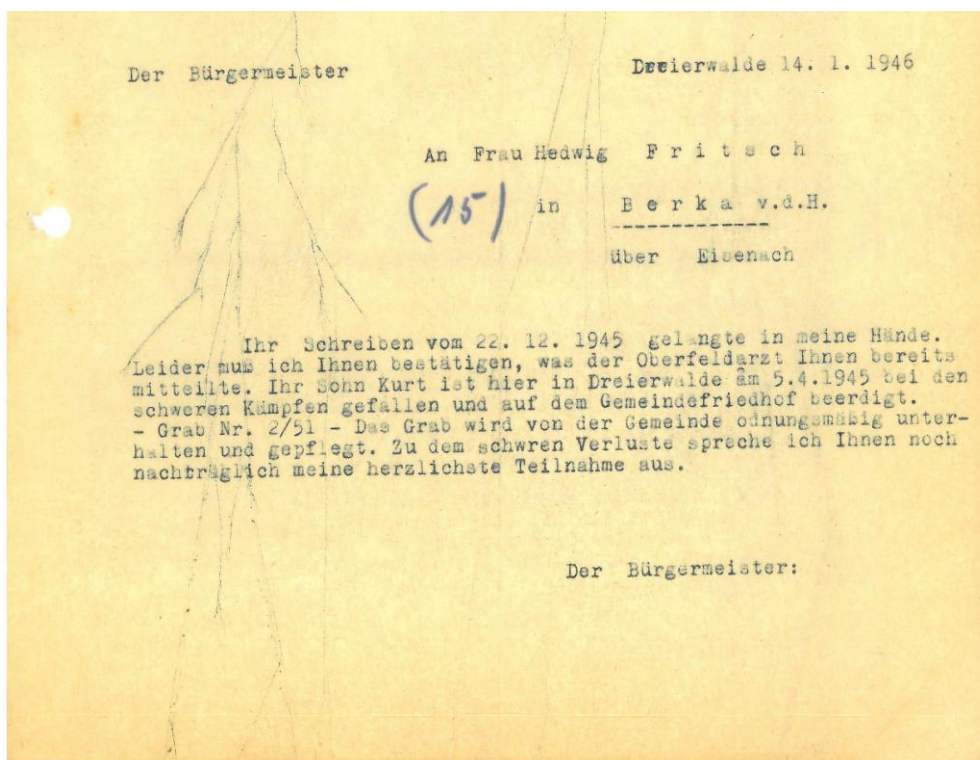 Der Bürgermeister
Dreierwalde 14. 1. 1946
An Frau Hedwig F r i t s c h
(15) in B e r k a v.d.H.
über Eisenach
Ihr Schreiben vom 22. 12. 1945 gelangte in meine Hände.
Leider muß ich Ihnen bestätigen, was der Oberfeldarzt Ihnen bereits
mitteilte. Ihr Sohn Kurt ist hier in Dreierwalde am 5.4.1945 bei den
schweren Kämpfen gefallen und auf dem Gemeindefriedhof beerdigt.
- Grab Nr. 2/51 - Das Grab wird von der Gemeinde odnungsmäßig unter-
halten und gepflegt. Zu dem schwren Verluste spreche ich Ihnen noch
nachträglich meine herzlichste Teilnahme aus.
Der Bürgermeister: